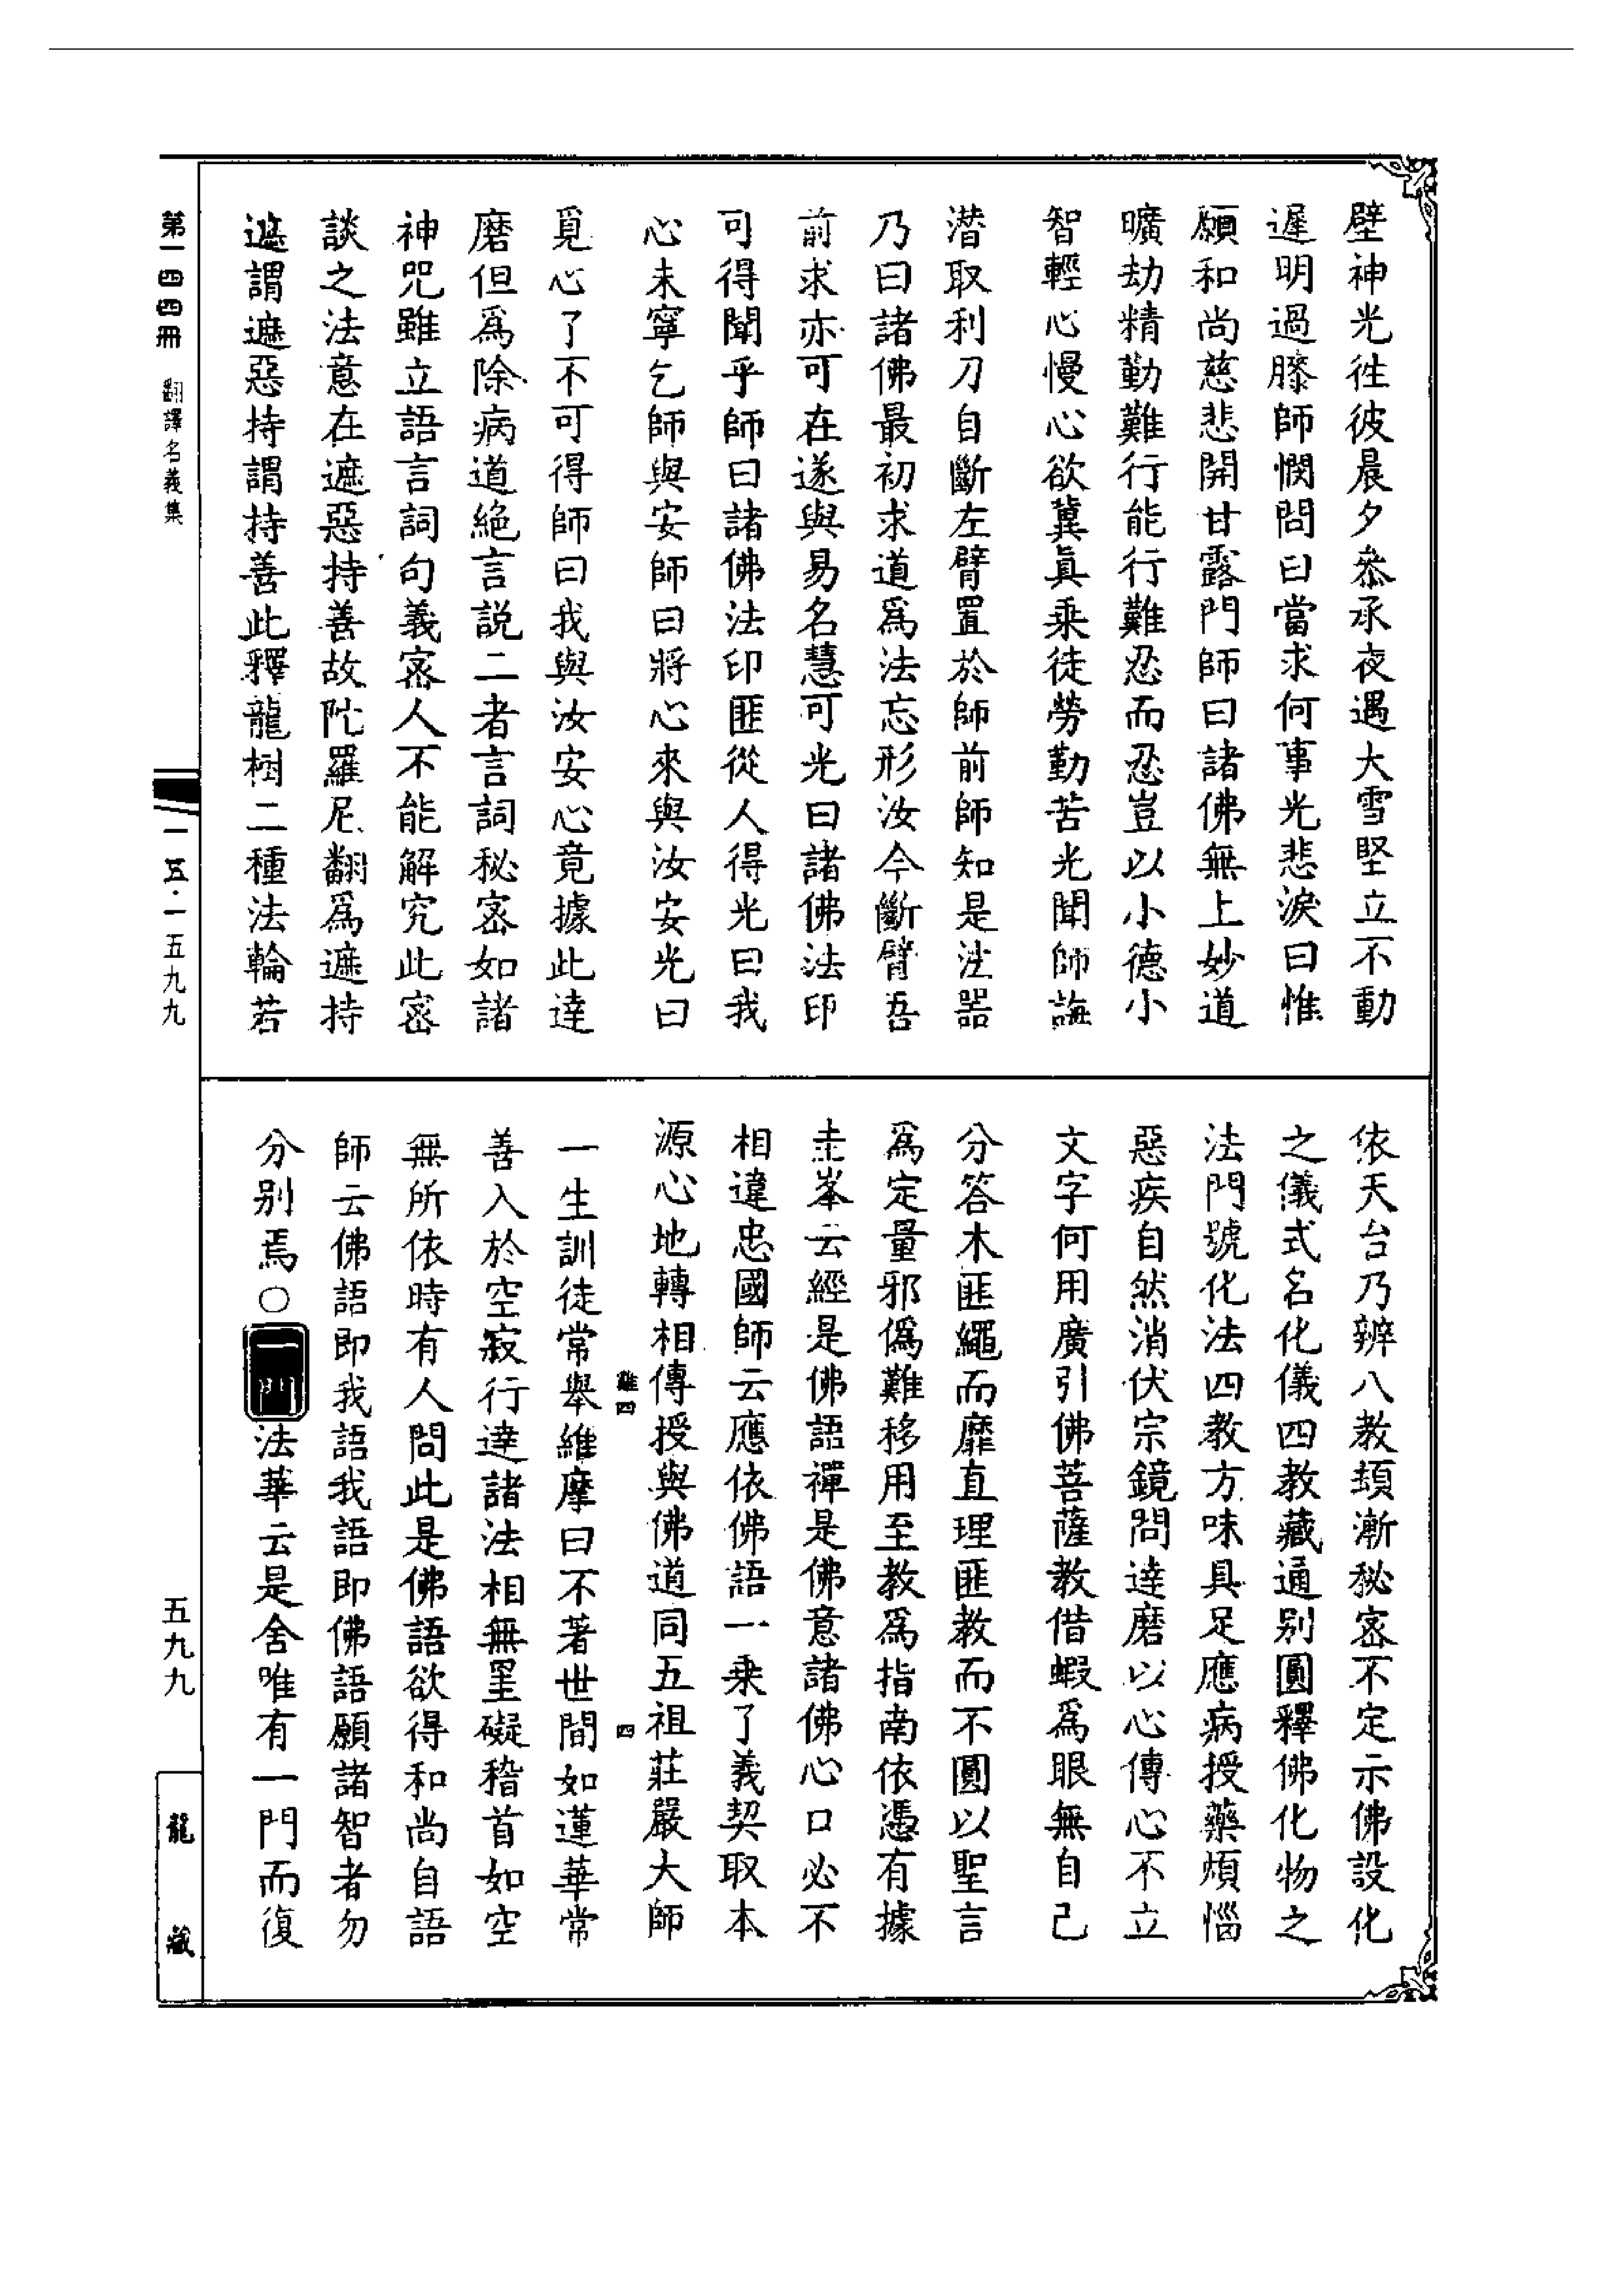 壁神光往彼晨夕叅承夜遇大雪堅立不動
遲明過膝師憫問曰當求何事光悲淚曰惟
願和尚慈悲開甘露門師曰諸佛無上妙道
曠劫精勤難行能行難忍而忍豈以小德小
智輕心慢心欲冀眞乗徒勞勤苦光聞師誨
潛取利刀自斷左臂置於師前師知是法器
乃曰諸佛最初求道爲法忘形汝今斷臂吾
前求亦可在遂與易名慧可光曰諸佛法印
可得聞乎師曰諸佛法印匪從人得光曰我
心未寧乞師與安師曰將心來與汝安光曰
覓心了不可得師曰我與汝安心竟據此達
磨但爲除病道絶言説二者言詞秘宻如諸
神咒雖立語言詞句義宻人不能解究此宻
談之法意在遮惡持善故陀羅尼翻爲遮持
遮謂遮惡持謂持善此釋龍樹二種法輪若
依天台乃辨八教頓漸秘宻不定示佛設化
之儀式名化儀四教藏通别圓釋佛化物之
法門號化法四教方味具足應病授藥煩惱
惡疾自然消伏宗鏡問達磨以心傳心不立
文字何用廣引佛菩薩教借蝦爲眼無自己
分答木匪繩而靡直理匪教而不圓以聖言
爲定量邪僞難移用至教爲指南依憑有據
圭峯云經是佛語禪是佛意諸佛心口必不
相違忠國師云應依佛語一乗了義契取本
源心地轉相傳授與佛道同五祖莊嚴大師
一生訓徒常舉維摩曰不著世間如蓮華常
善入於空寂行達諸法相無罣礙稽首如空
無所依時有人問此是佛語欲得和尚自語
師云佛語即我語我語即佛語願諸智者勿
分别焉○一門法華云是舍唯有一門而復
難四
四
第一四四冊 翻譯名義集
一五·一五九九
五九九
龍藏